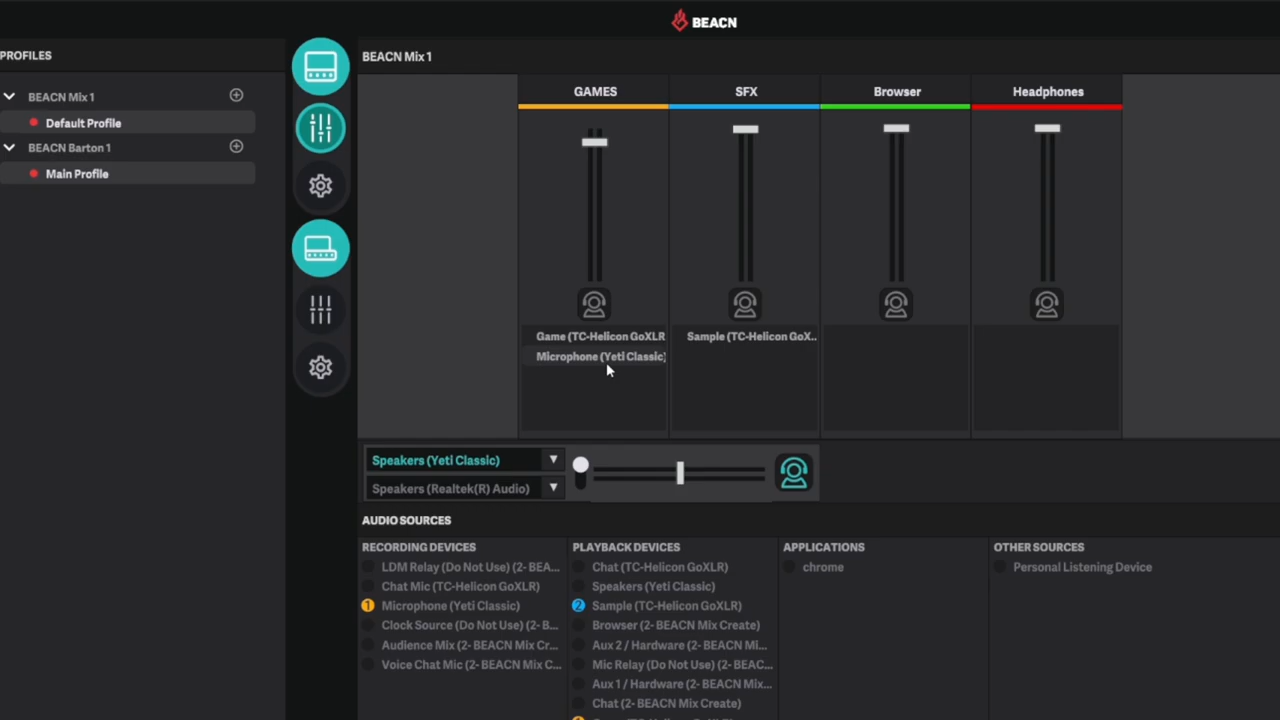 BEACN
PROFILES
BEACN Mix 1
Default Profile
BEACN Barton 1
Main Profile
BEACN Mix 1
GAMES
SFX
Browser
Headphones
Game (TC-Helicon GoXLR
Microphone (Yeti Classic)
Sample (TC-Helicon GoX..
Speakers (Yeti Classic)
Speakers (Realtek(R) Audio)
AUDIO SOURCES
RECORDING DEVICES
LDM Relay (Do Not Use) (2- BEA...
Chat Mic (TC-Helicon GoXLR)
1 Microphone (Yeti Classic)
Clock Source (Do Not Use) (2- B...
Audience Mix (2- BEACN Mix Cr...
Voice Chat Mic (2- BEACN Mix C...
PLAYBACK DEVICES
Chat (TC-Helicon GoXLR)
Speakers (Yeti Classic)
2 Sample (TC-Helicon GoXLR)
Browser (2- BEACN Mix Create)
Aux 2 / Hardware (2- BEACN Mi...
Mic Relay (Do Not Use) (2- BEAC...
Aux 1 / Hardware (2- BEACN Mix...
Chat (2- BEACN Mix Create)
APPLICATIONS
chrome
OTHER SOURCES
Personal Listening Device